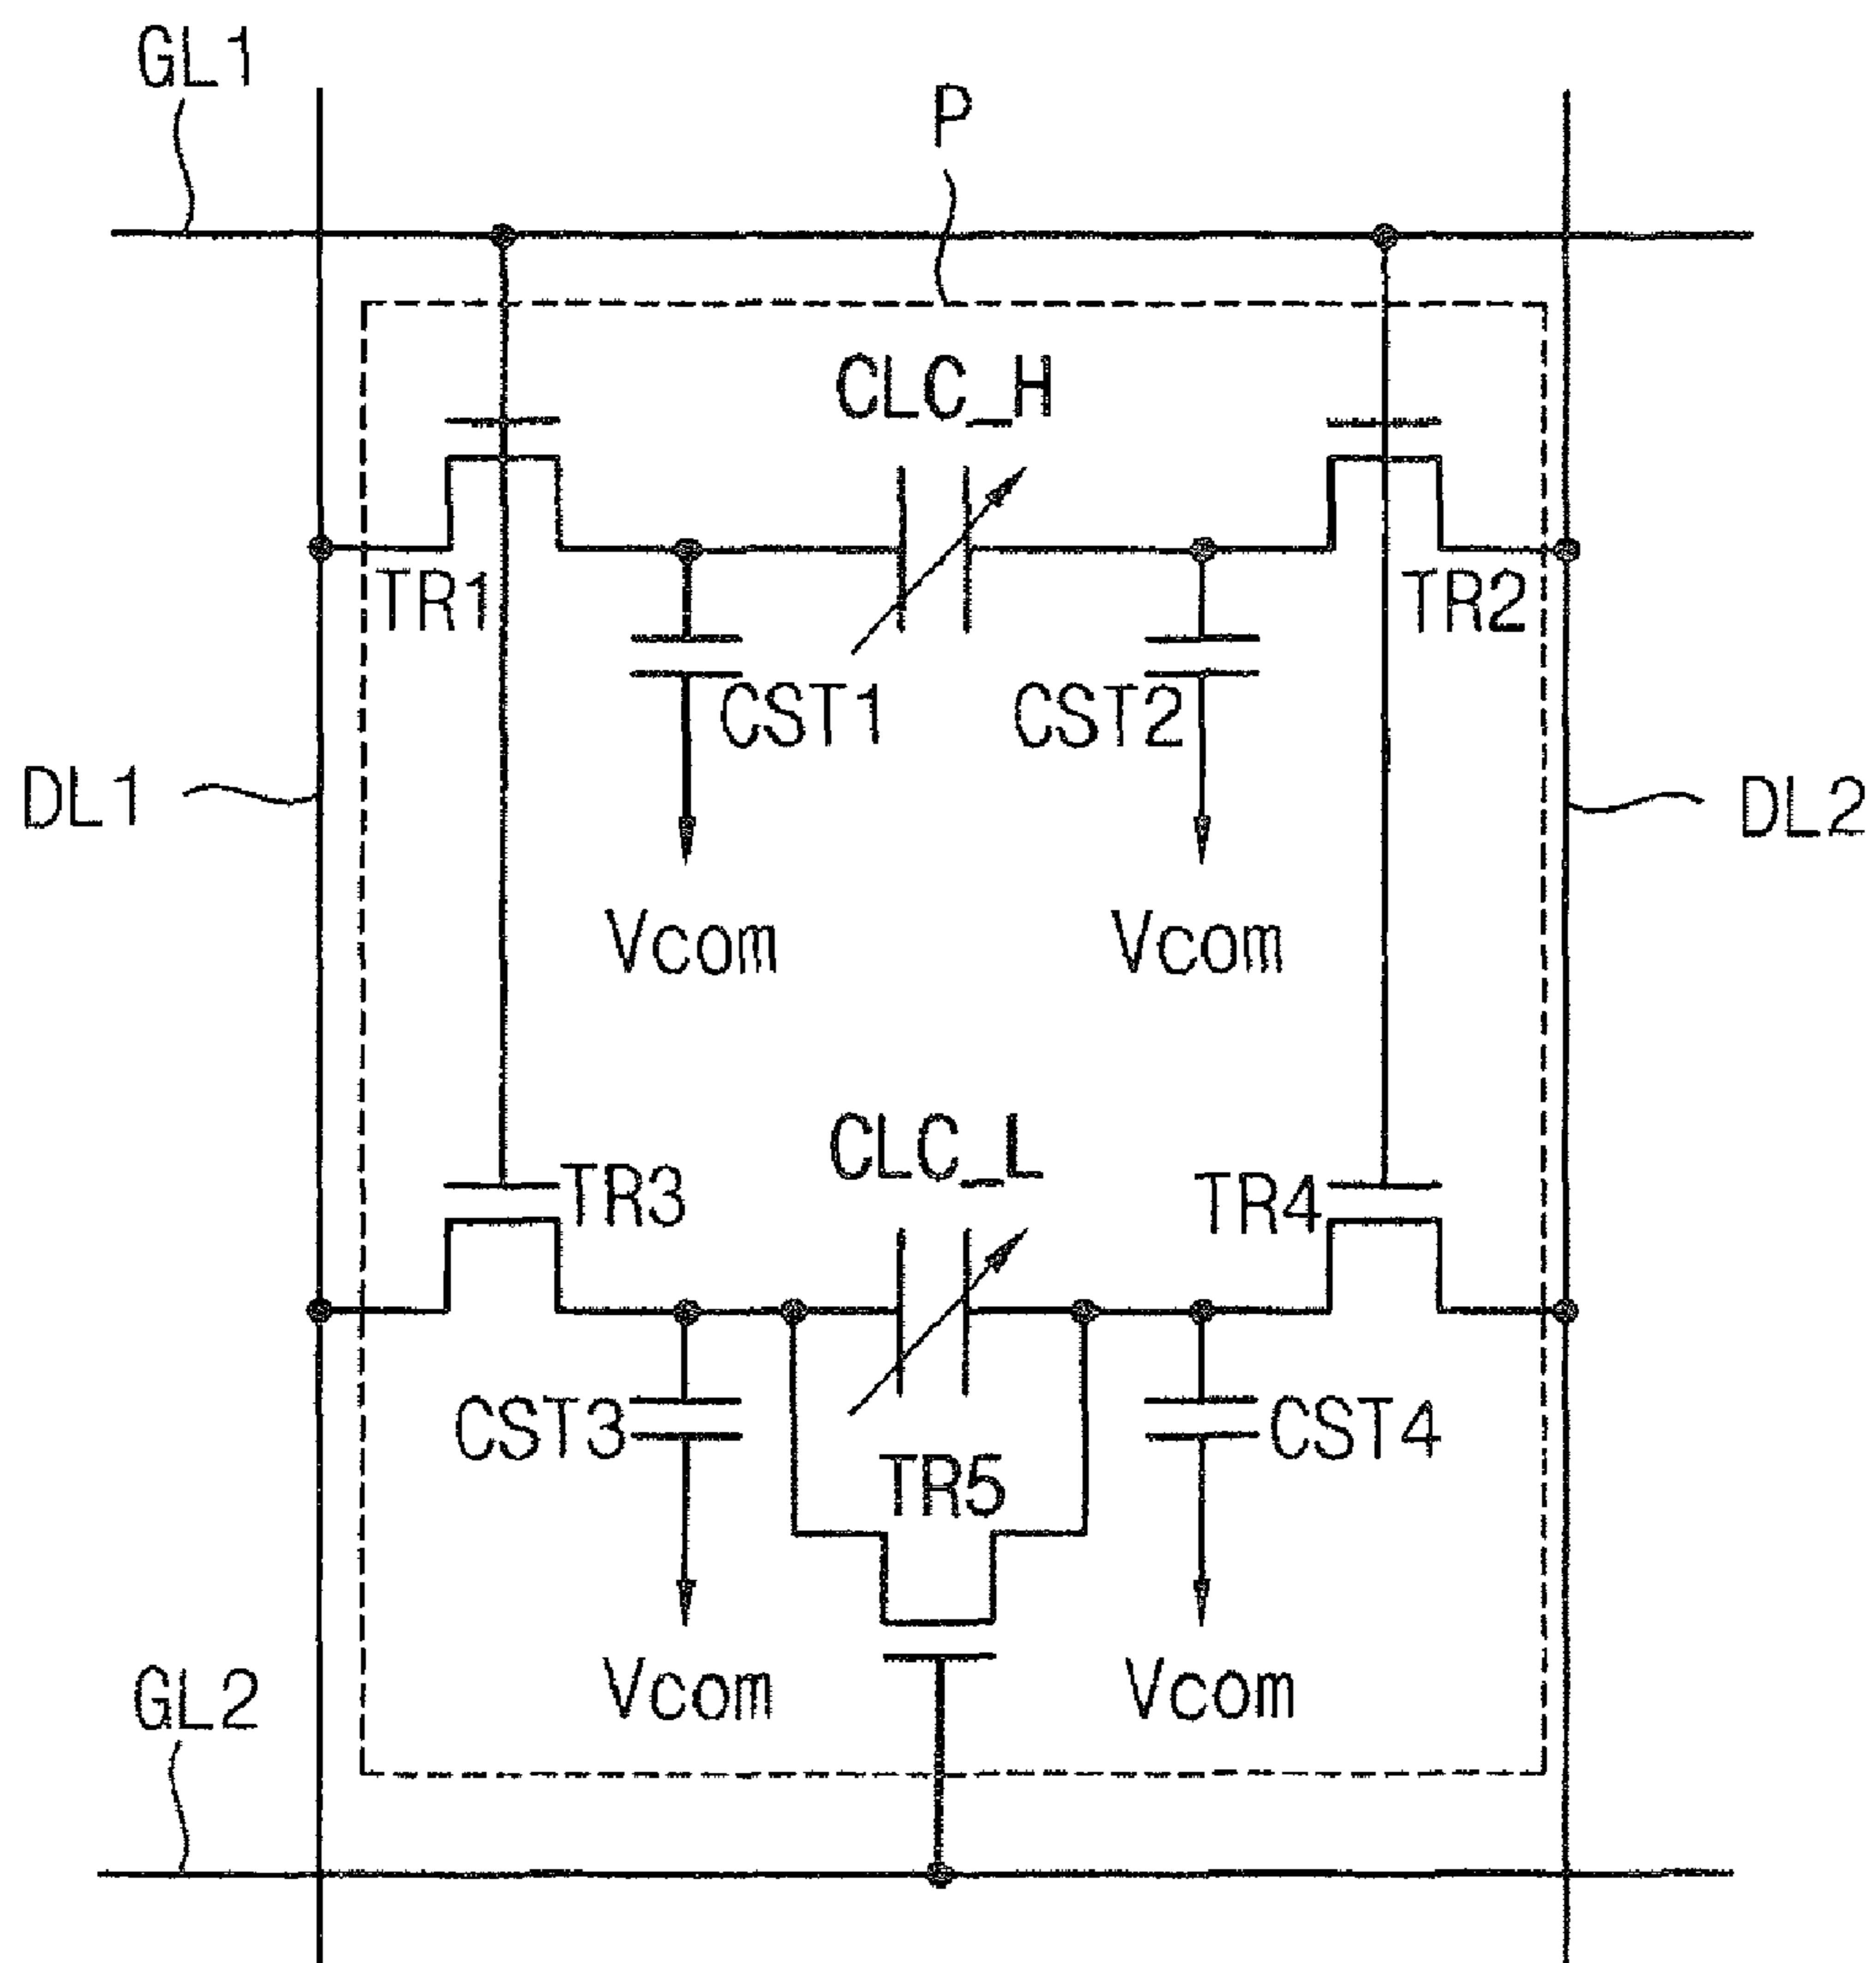 GL1
P
CLC_H
TR1
TR2
CST1
CST2
DL1
DL2
Vcom
Vcom
CLC_L
TR3
TR4
CST3
CST4
TR5
Vcom
Vcom
GL2